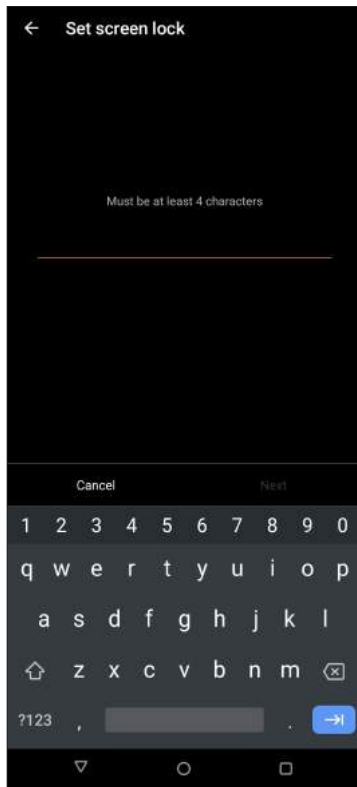 Set screen lock
Must be at least 4 characters
Cancel Next
1 2 3 4 5 6 7 8 9 0
q w e r t y u i o p
a s d f g h j k l
z x c v b n m
?123 , .